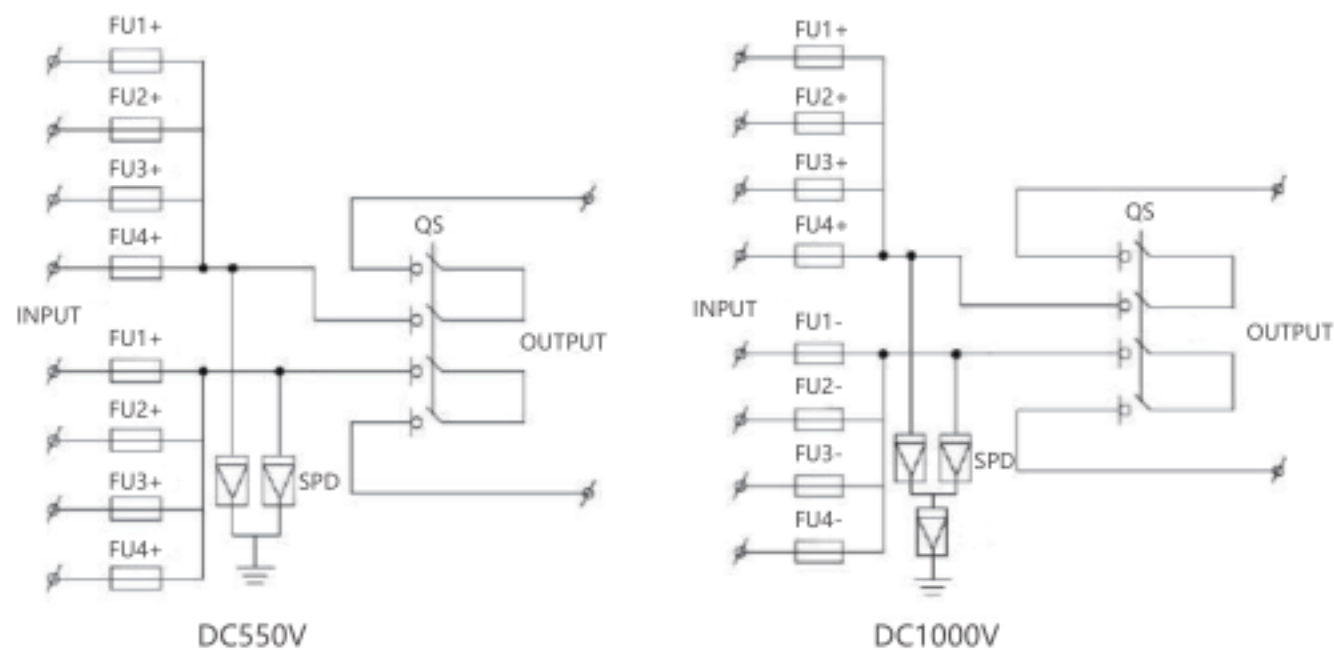 FU1+
FU2+
FU3+
FU4+
QS
INPUT
OUTPUT
FU1+
FU2+
FU3+
FU4+
SPD
DC550V
FU1+
FU2+
FU3+
FU4+
QS
INPUT
OUTPUT
FU1-
FU2-
FU3-
FU4-
SPD
DC1000V